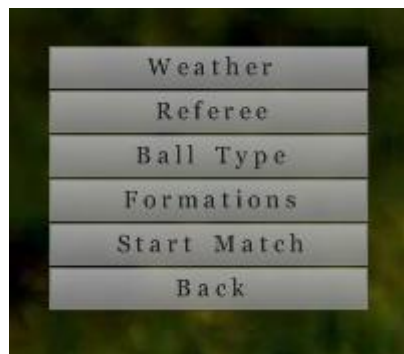 Weather
Referee
Ball Type
Formations
Start Match
Back